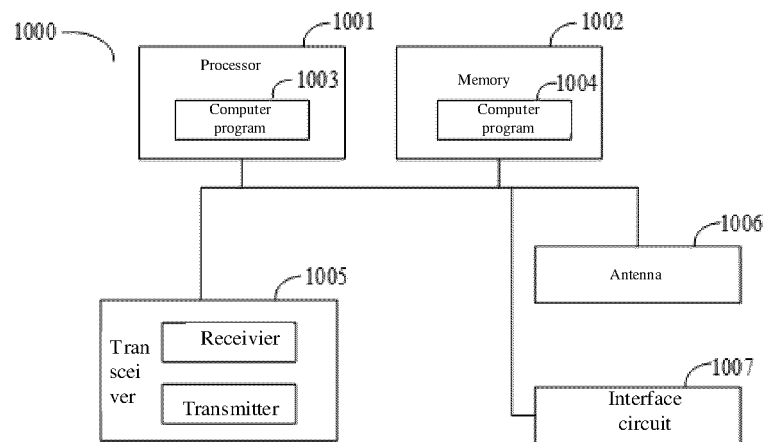 1000
1001
1002
Processor
1003
Computer
program
Memory
1004
Computer
program
1006
Antenna
1005
Tran
scei
ver
Receivier
Transmitter
1007
Interface
circuit